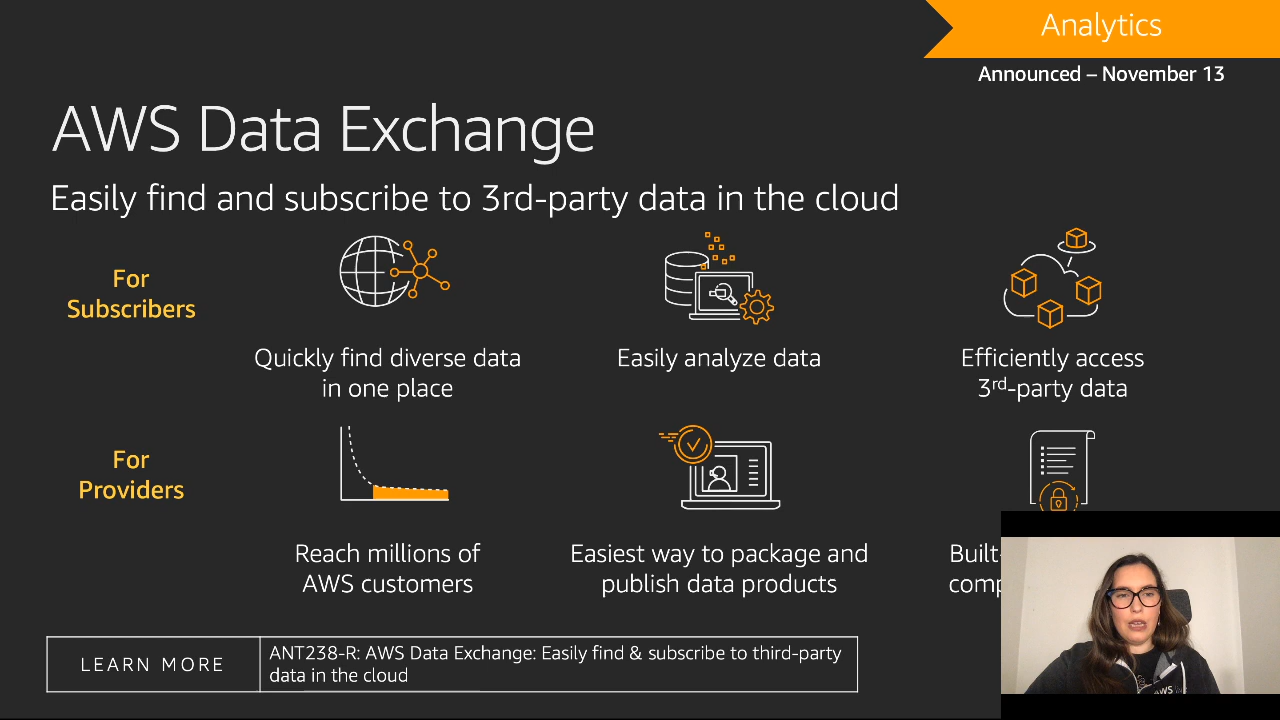 Analytics
Announced – November 13
AWS Data Exchange
Easily find and subscribe to 3rd-party data in the cloud
For
Subscribers
Quickly find diverse data
in one place
Easily analyze data
Efficiently access
3rd-party data
For
Providers
Reach millions of
AWS customers
Easiest way to package and
publish data products
Built-
LEARN MORE
ANT238-R: AWS Data Exchange: Easily find & subscribe to third-party
data in the cloud
AWS